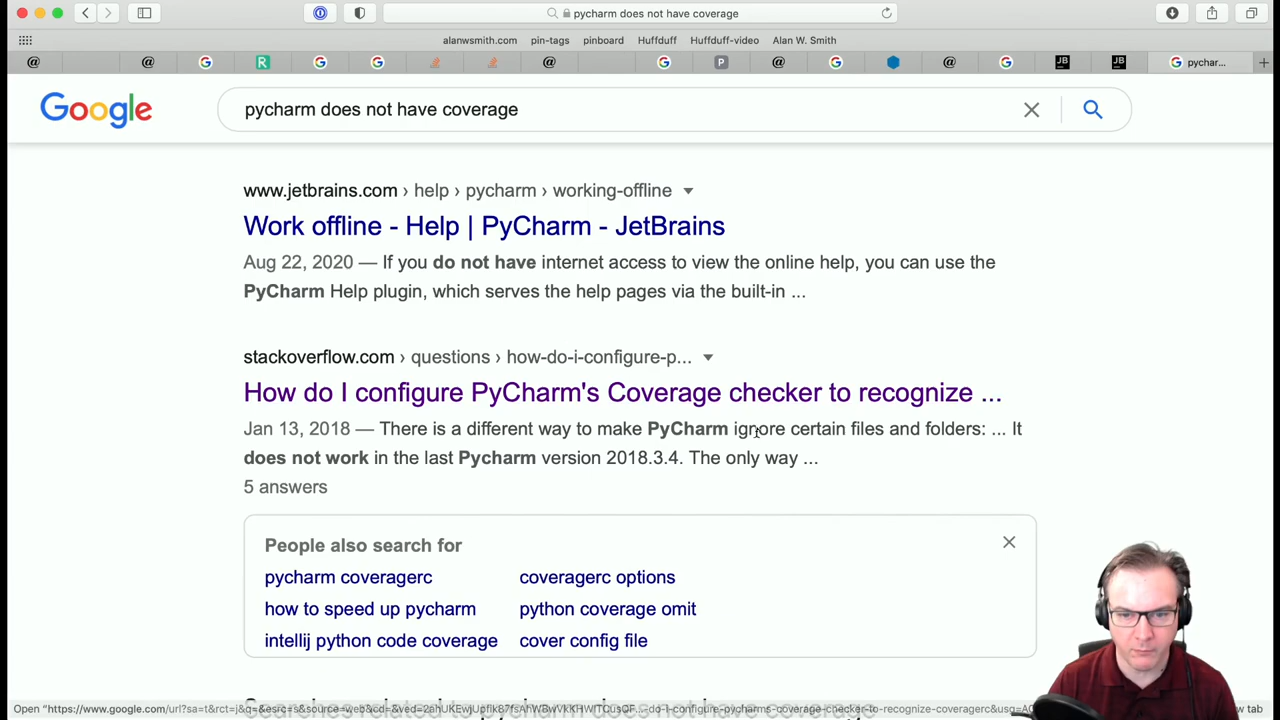 pycharm does not have coverage
alanwsmith.com pin-tags pinboard Huffduff Huffduff-video Alan W. Smith
pychar...
Google
pycharm does not have coverage
www.jetbrains.com › help › pycharm › working-offline
Work offline - Help | PyCharm - JetBrains
Aug 22, 2020 — If you do not have internet access to view the online help, you can use the
PyCharm Help plugin, which serves the help pages via the built-in ...
stackoverflow.com › questions › how-do-i-configure-p...
How do I configure PyCharm's Coverage checker to recognize ...
Jan 13, 2018 — There is a different way to make PyCharm ignore certain files and folders: ... It
does not work in the last Pycharm version 2018.3.4. The only way ...
5 answers
People also search for
pycharm coveragerc coveragerc options
how to speed up pycharm python coverage omit
intellij python code coverage cover config file